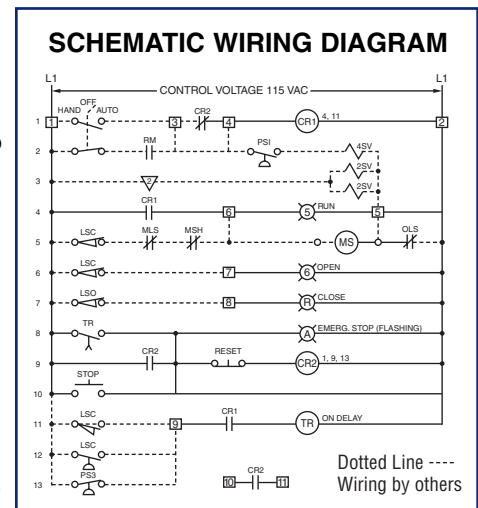 SCHEMATIC WIRING DIAGRAM
L1 L1
CONTROL VOLTAGE 115 VAC
OFF
HAND AUTO
1 1 3 CR2 4 CR1 4, 11 2
2 RM PSI 4SV
3 2 2SV
2SV
4 CR1 6 5 RUN 5
5 LSC MLS MSH MS OLS
6 LSC 7 6 OPEN
7 LSO 8 R CLOSE
8 TR A EMERG. STOP (FLASHING)
9 CR2 RESET CR2 1, 9, 13
10 STOP
11 LSC 9 CR1 TR ON DELAY
12 LSC
13 PS3 10 CR2 11
Dotted Line ----
Wiring by others